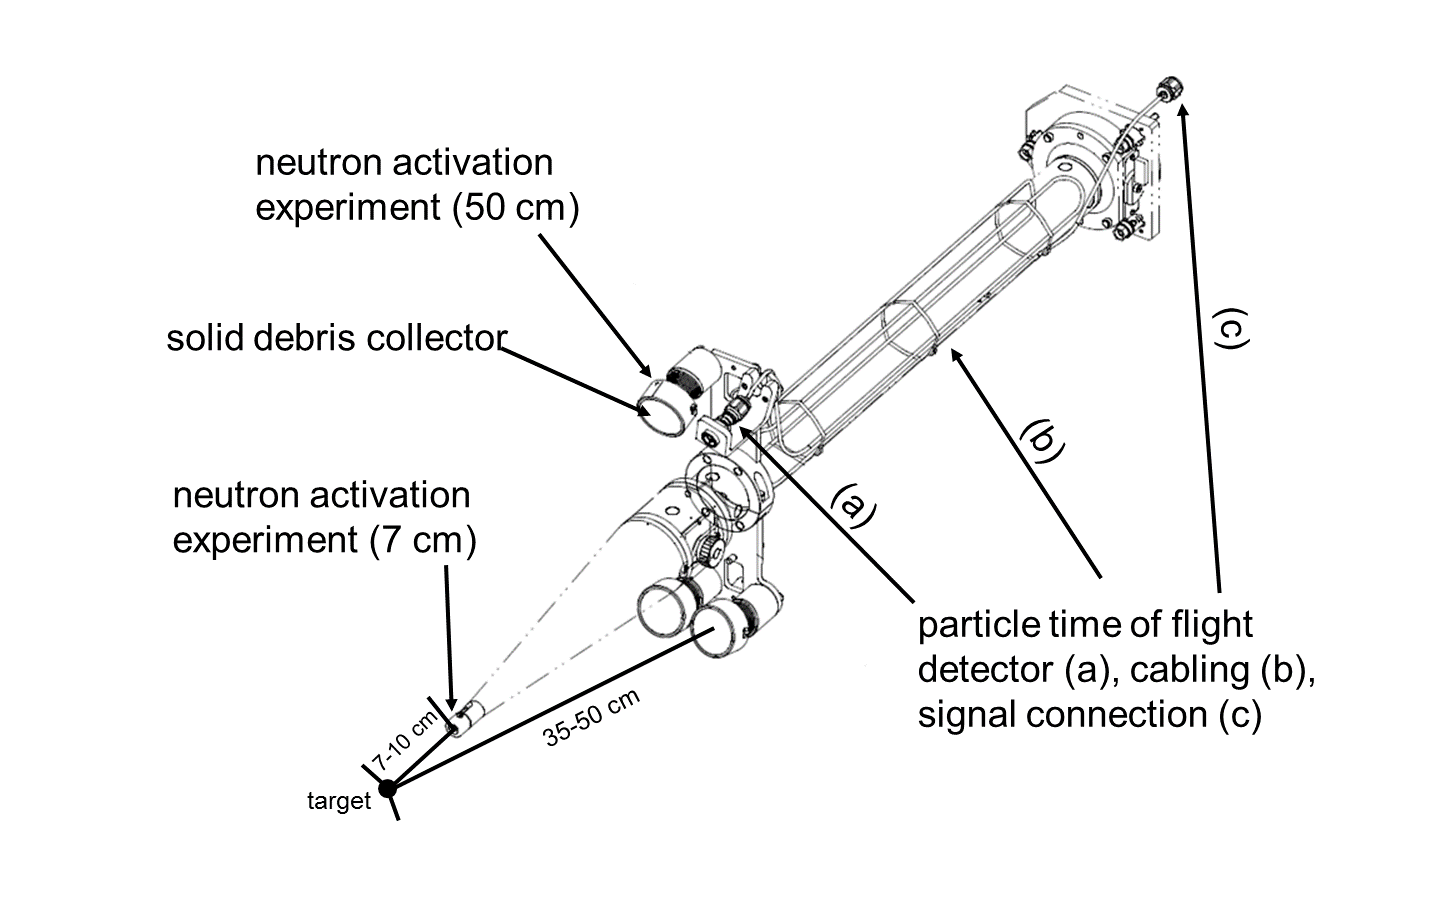 neutron activation
experiment (50 cm)
solid debris collector
neutron activation
experiment (7 cm)
(c)
(b)
(a)
particle time of flight
detector (a), cabling (b),
signal connection (c)
7-10 cm
35-50 cm
target